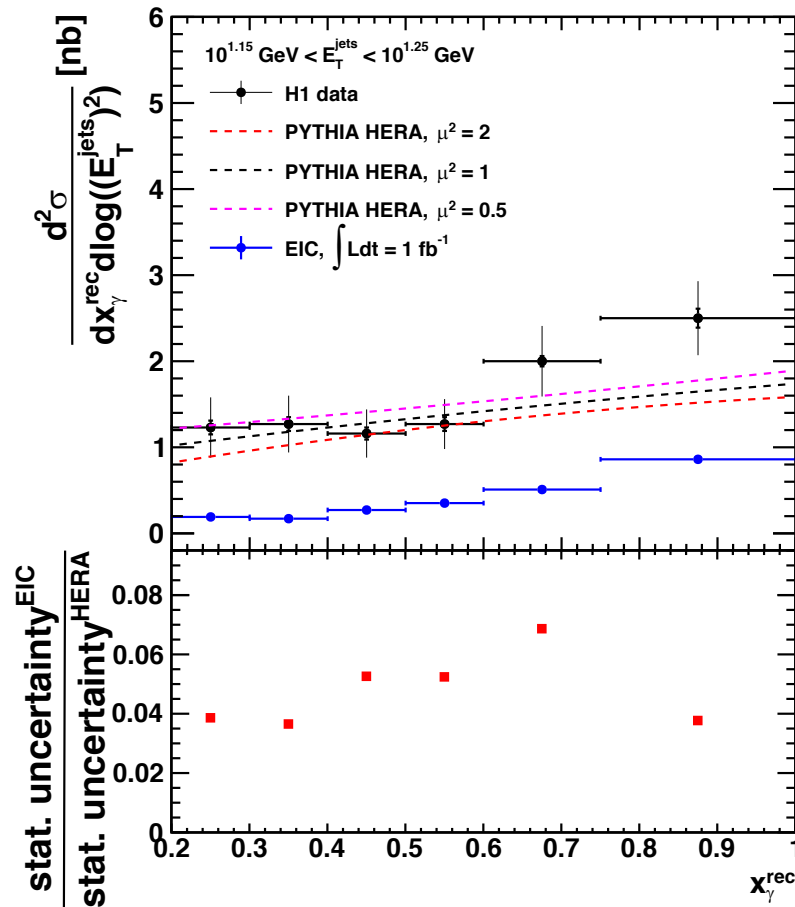 d²σ
dx_γ^rec dlog((E_T^jets)²) [nb]
10^1.15 GeV < E_T^jets < 10^1.25 GeV
H1 data
PYTHIA HERA, μ² = 2
PYTHIA HERA, μ² = 1
PYTHIA HERA, μ² = 0.5
EIC, ∫Ldt = 1 fb⁻¹
6
5
4
3
2
1
0
stat. uncertainty^EIC
stat. uncertainty^HERA
0.08
0.06
0.04
0.02
0
0.2 0.3 0.4 0.5 0.6 0.7 0.8 0.9 1
x_γ^rec